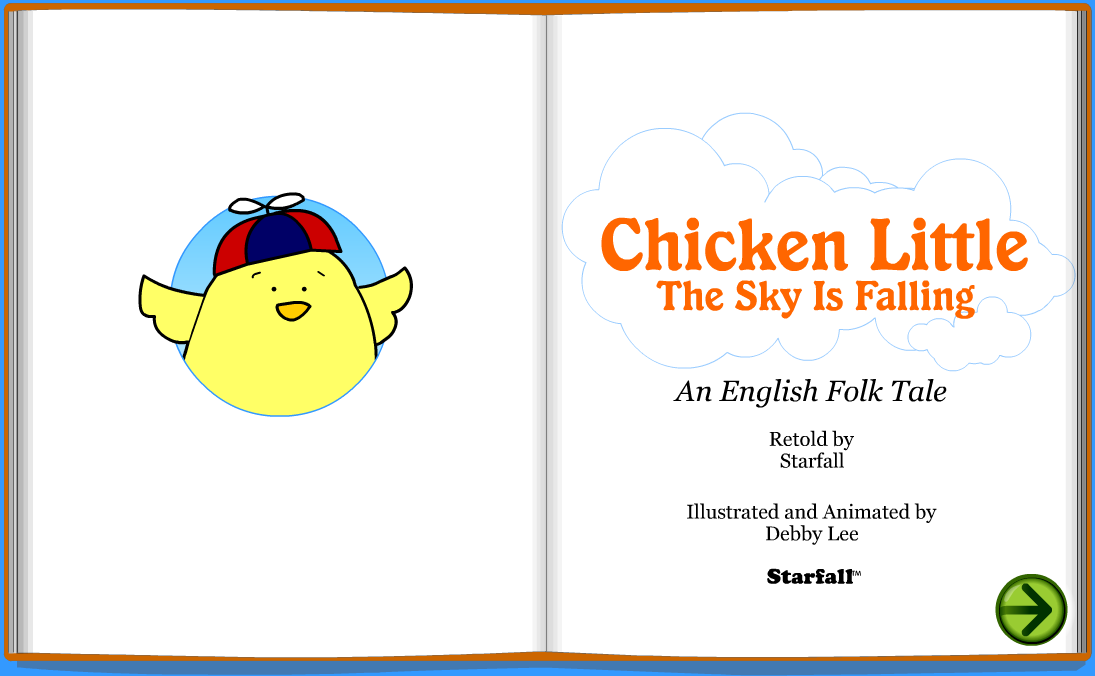 Chicken Little
The Sky Is Falling
An English Folk Tale
Retold by
Starfall
Illustrated and Animated by
Debby Lee
Starfall™